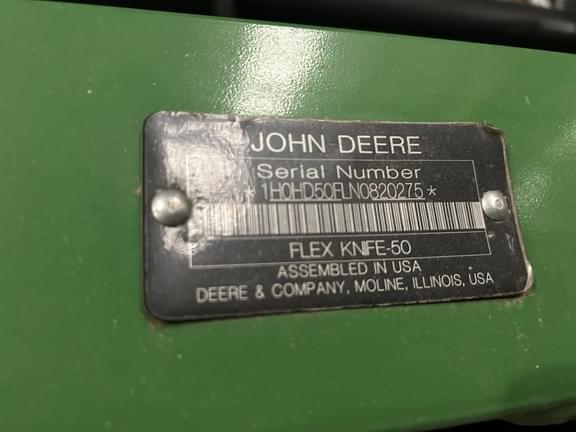 JOHN DEERE
Serial Number
*1H0HD50FLN0820275*
FLEX KNIFE-50
ASSEMBLED IN USA
DEERE & COMPANY, MOLINE, ILLINOIS, USA